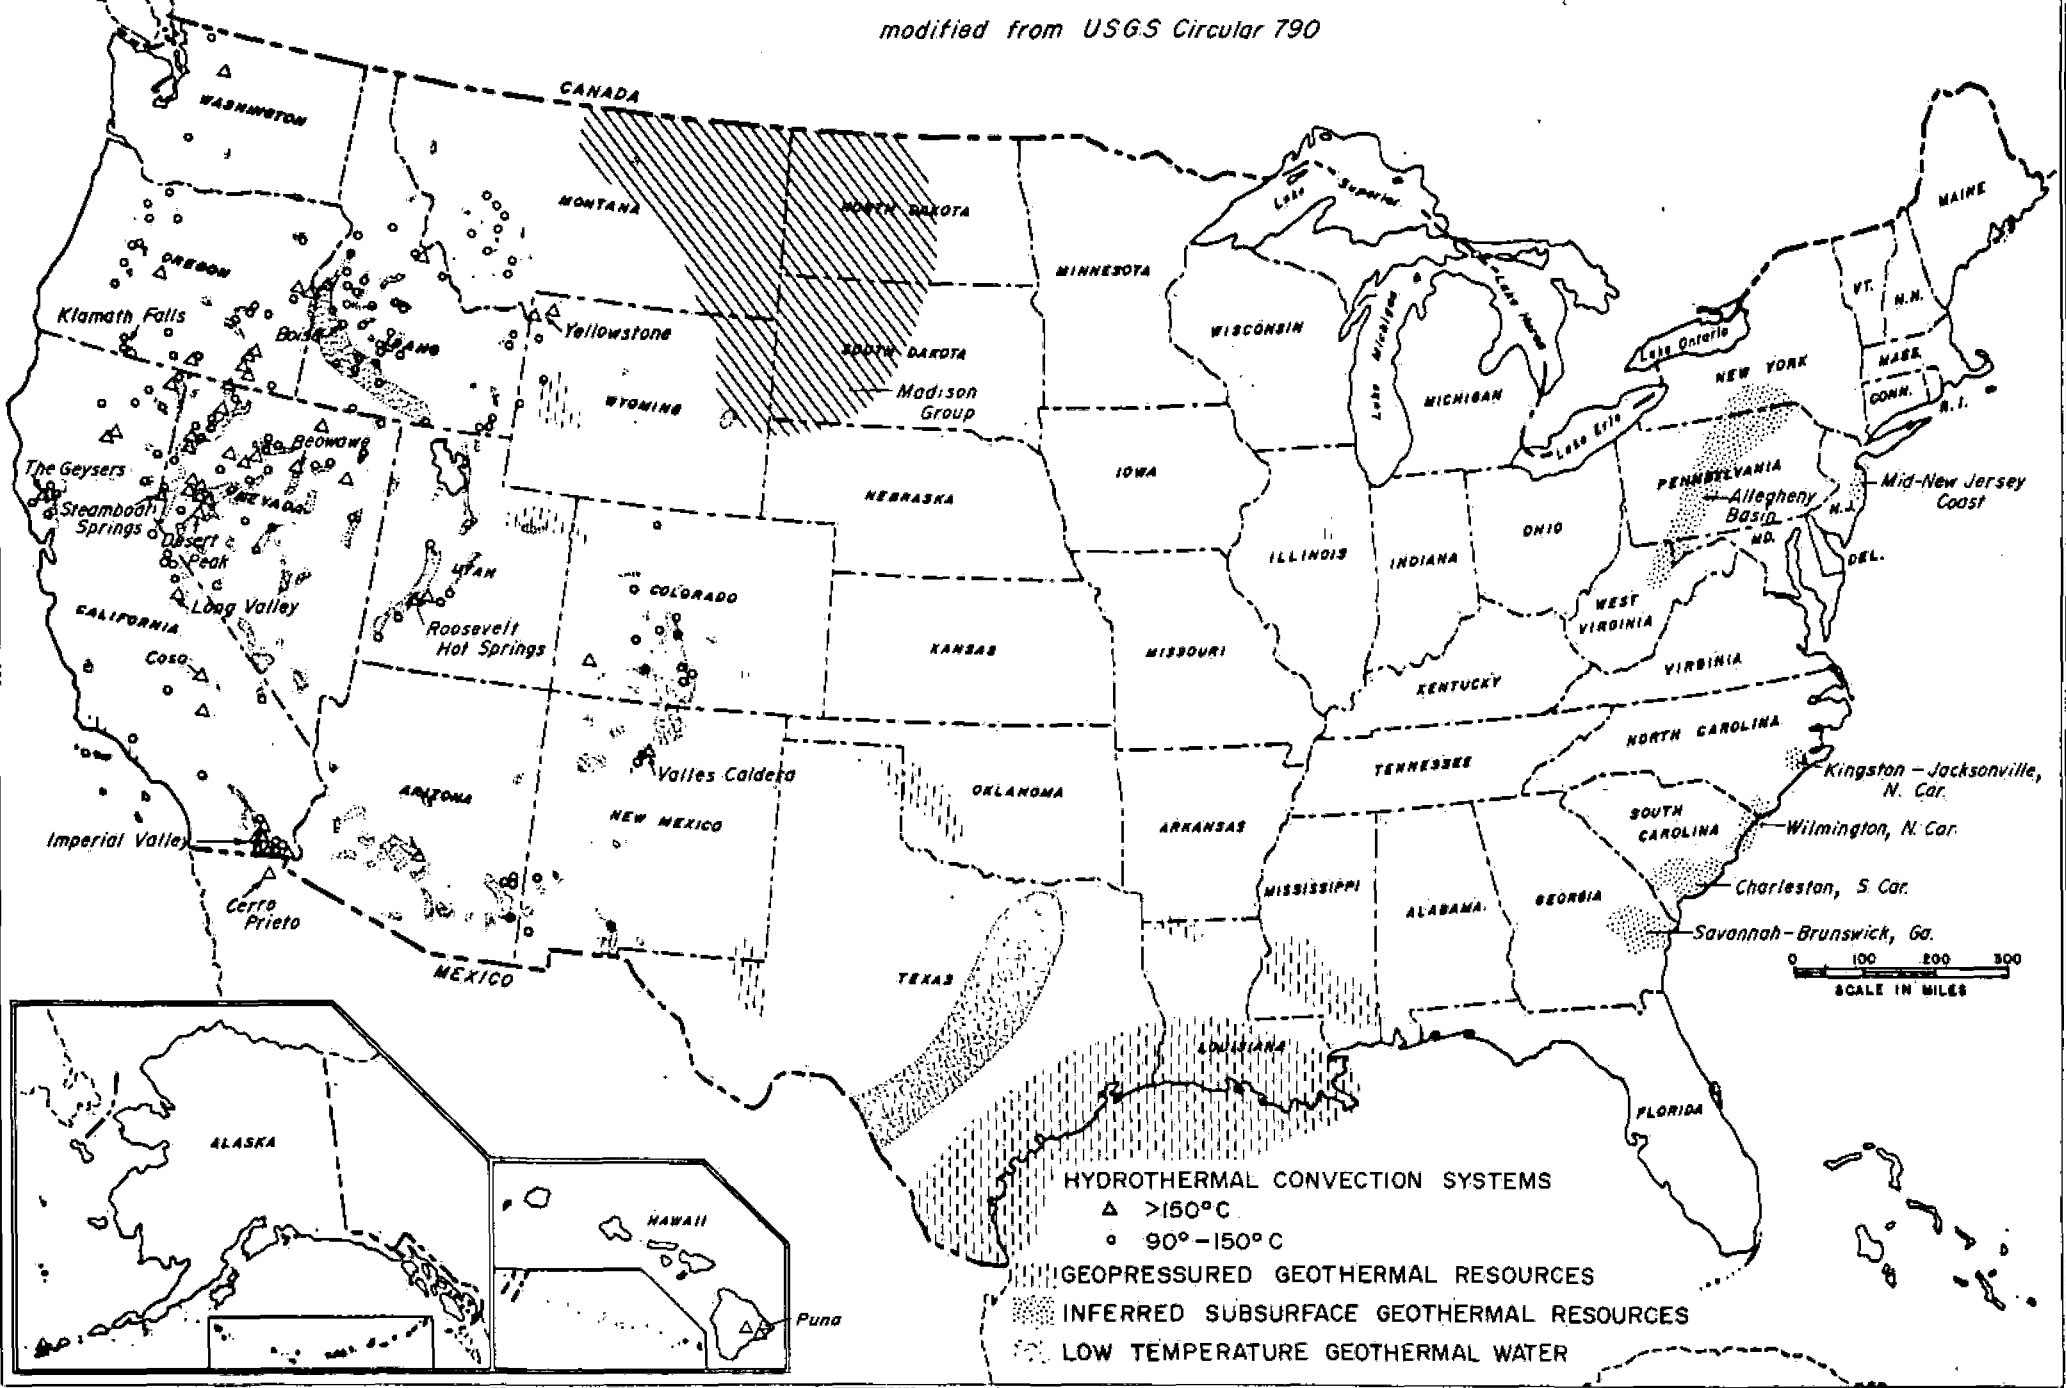 modified from USGS Circular 790
CANADA
WASHINGTON
MONTANA
NORTH DAKOTA
MINNESOTA
Lake Superior
MAINE
OREGON
Klamath Falls
Boise
IDAHO
Yellowstone
WYOMING
SOUTH DAKOTA
Madison
Group
WISCONSIN
Lake Michigan
Lake Huron
MICHIGAN
Lake Ontario
Lake Erie
NEW YORK
VT.
N.H.
MASS.
CONN.
R.I.
The Geysers
Steamboat
Springs
Beowawe
NEVADA
Desert
Peak
Long Valley
CALIFORNIA
Coso
UTAH
Roosevelt
Hot Springs
COLORADO
NEBRASKA
IOWA
KANSAS
MISSOURI
ILLINOIS
INDIANA
OHIO
PENNSYLVANIA
Allegheny
Basin
N.J.
Mid-New Jersey
Coast
MD.
DEL.
WEST
VIRGINIA
VIRGINIA
KENTUCKY
TENNESSEE
NORTH CAROLINA
Kingston-Jacksonville,
N. Car.
SOUTH
CAROLINA
Wilmington, N. Car.
Charleston, S. Car.
Savannah-Brunswick, Ga.
0 100 200 300
SCALE IN MILES
Imperial Valley
Cerro
Prieto
ARIZONA
NEW MEXICO
Valles Caldera
OKLAHOMA
ARKANSAS
MISSISSIPPI
ALABAMA
GEORGIA
MEXICO
TEXAS
LOUISIANA
FLORIDA
ALASKA
HAWAII
Puna
HYDROTHERMAL CONVECTION SYSTEMS
>150°C
90°-150°C
GEOPRESSURED GEOTHERMAL RESOURCES
INFERRED SUBSURFACE GEOTHERMAL RESOURCES
LOW TEMPERATURE GEOTHERMAL WATER